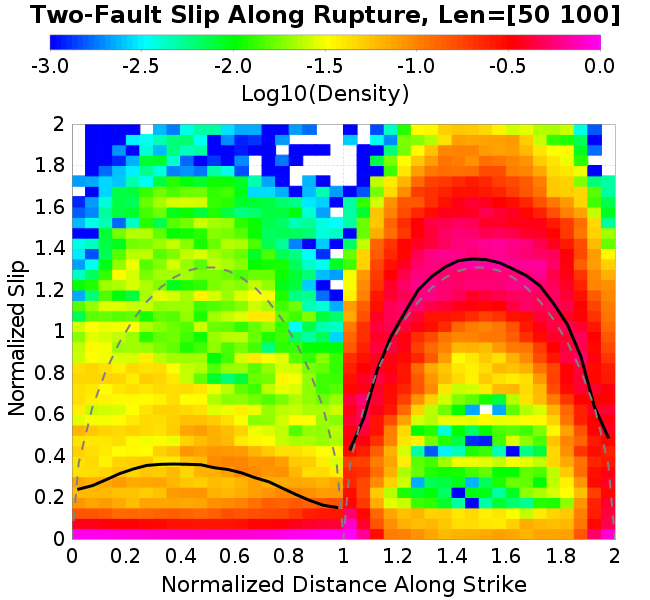 Two-Fault Slip Along Rupture, Len=[50 100]
-3.0 -2.5 -2.0 -1.5 -1.0 -0.5 0.0
Log10(Density)
2
1.8
1.6
1.4
1.2
1
0.8
0.6
0.4
0.2
0
Normalized Slip
0 0.2 0.4 0.6 0.8 1 1.2 1.4 1.6 1.8 2
Normalized Distance Along Strike